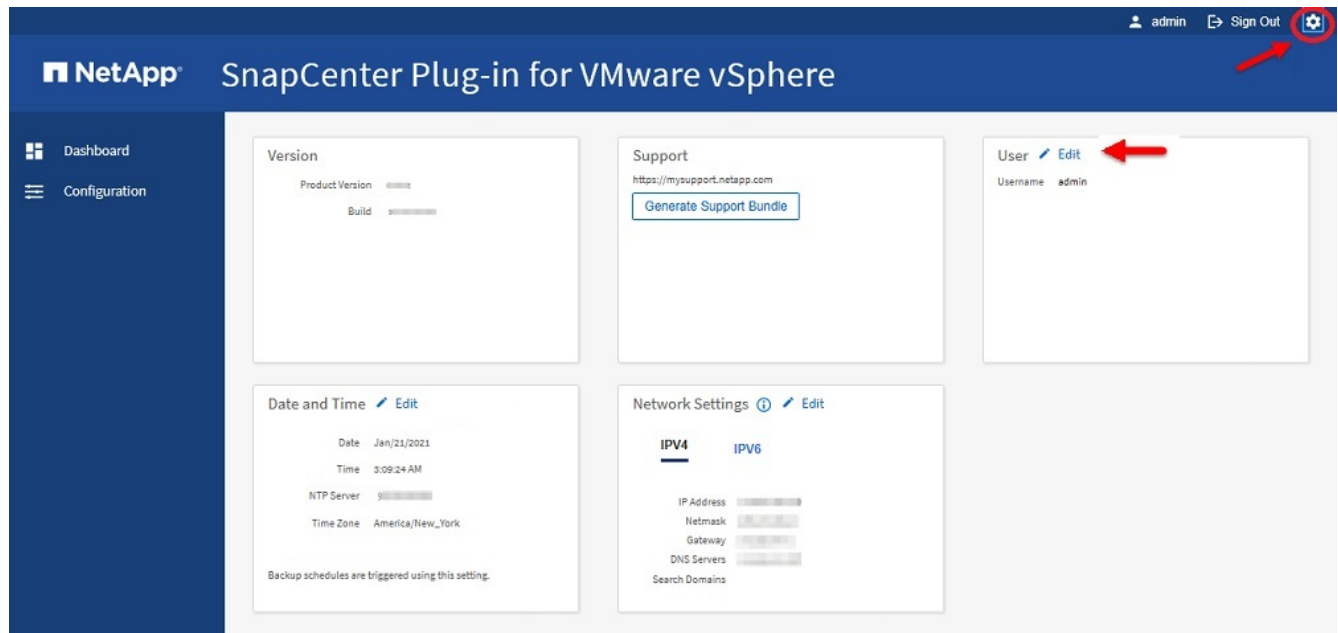 admin Sign Out
NetApp SnapCenter Plug-in for VMware vSphere
Dashboard
Configuration
Version
Product Version
Build
Support
https://mysupport.netapp.com
Generate Support Bundle
User Edit
Username admin
Date and Time Edit
Date Jan/21/2021
Time 3:09:24 AM
NTP Server
Time Zone America/New_York
Backup schedules are triggered using this setting.
Network Settings Edit
IPV4 IPV6
IP Address
Netmask
Gateway
DNS Servers
Search Domains